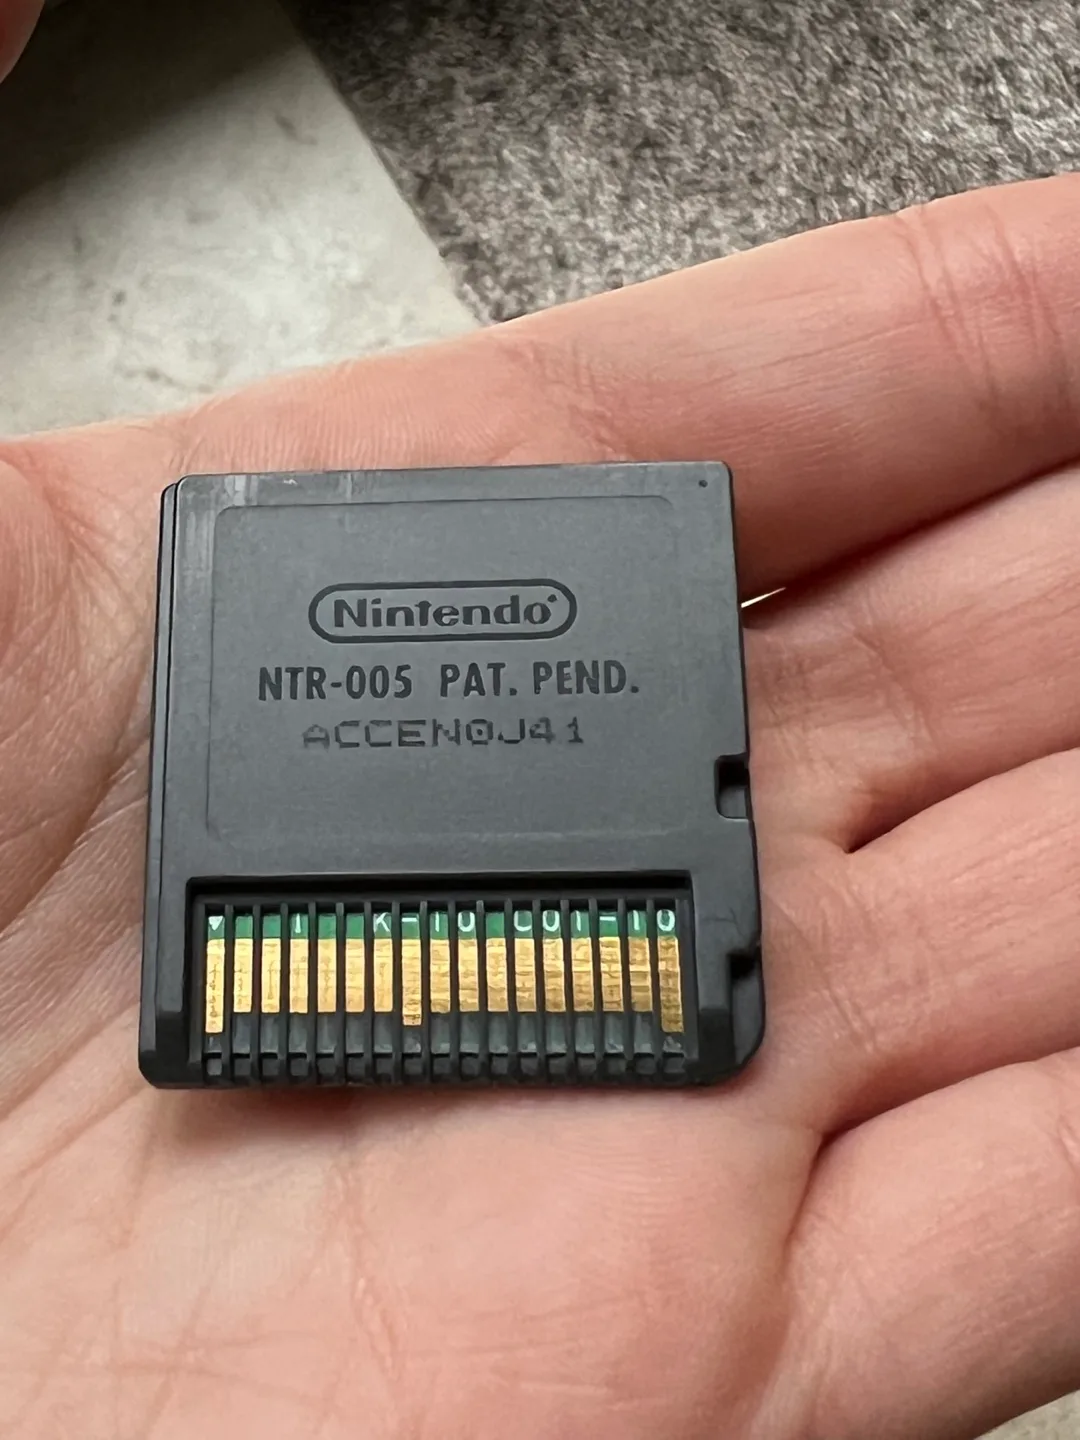 Nintendo
NTR-005 PAT. PEND.
ACCEN0J41